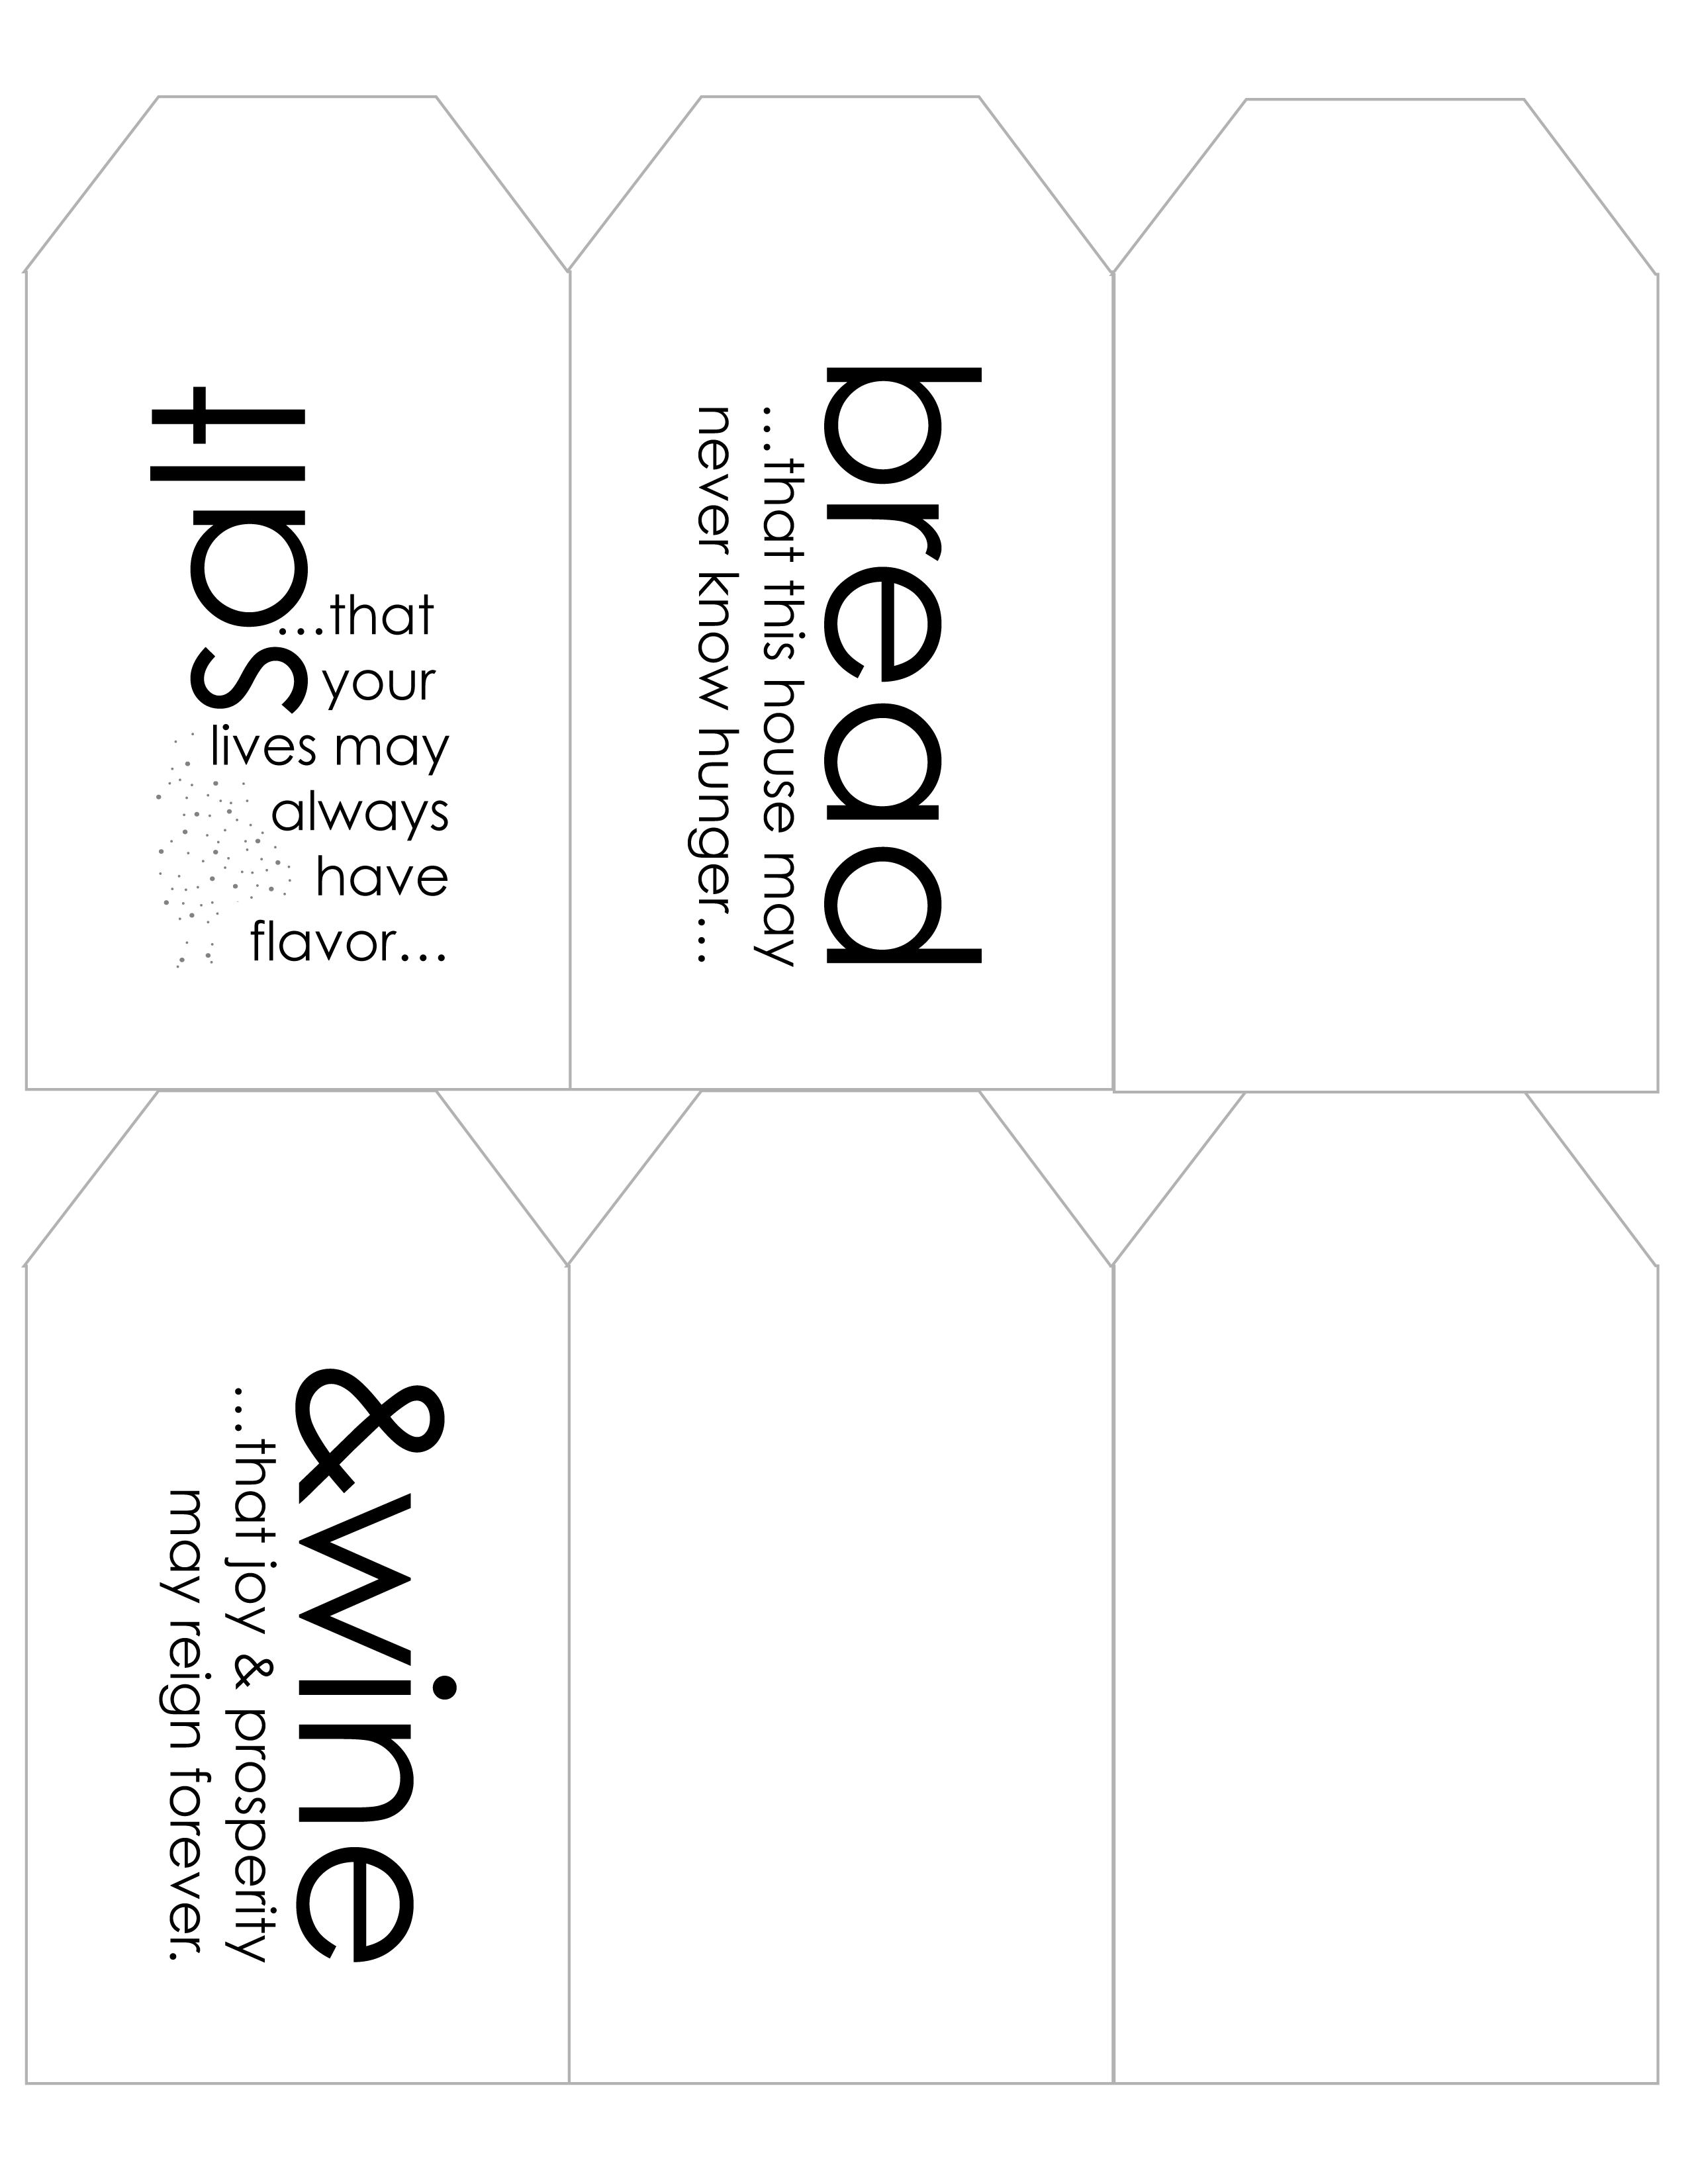 salt
...that
your
lives may
always
have
flavor...
bread
...that this house may
never know hunger...
&wine
...that joy & prosperity
may reign forever.